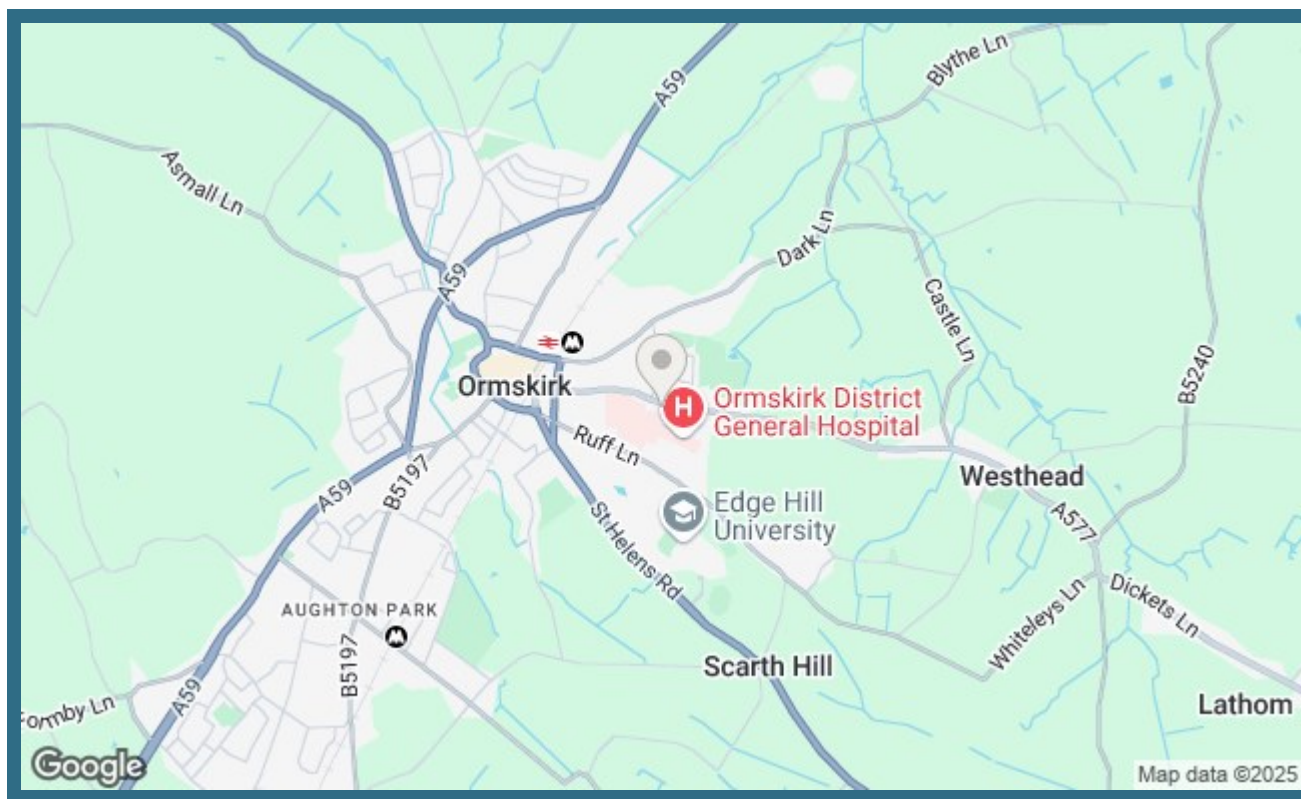 A59
Blythe Ln
Asmall Ln
Dark Ln
A59
Castle Ln
B5240
Ormskirk
H
Ormskirk District
General Hospital
Ruff Ln
B5197
A59
Westhead
A577
Edge Hill
University
St Helens Rd
Dickets Ln
Whiteleys Ln
AUGHTON PARK
B5197
Scarth Hill
A59
Formby Ln
Lathom
Google
Map data ©2025